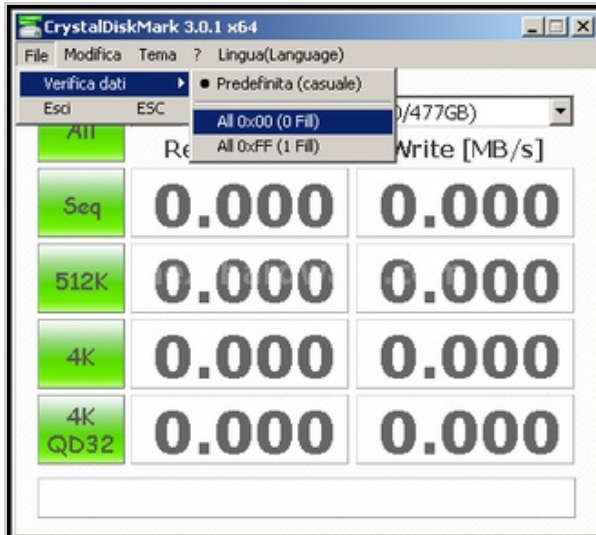 CrystalDiskMark 3.0.1 x64
File Modifica Tema ? Lingua(Language)
Verifica dati
Predefinita (casuale)
Esci ESC
All 0x00 (0 Fill)
/477GB)
All 0xFF (1 Fill)
All
Write [MB/s]
Seq 0.000 0.000
512K 0.000 0.000
4K 0.000 0.000
4K
QD32 0.000 0.000